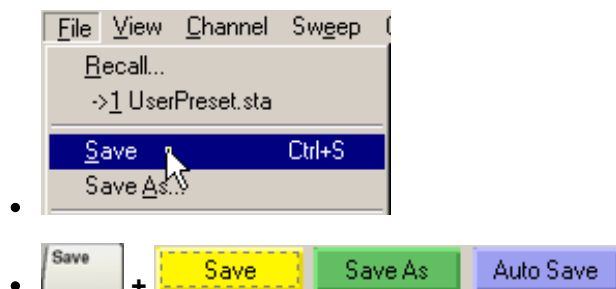 File View Channel Sweep
Recall...
->1 UserPreset.sta
Save Ctrl+S
Save As...
Save + Save Save As Auto Save